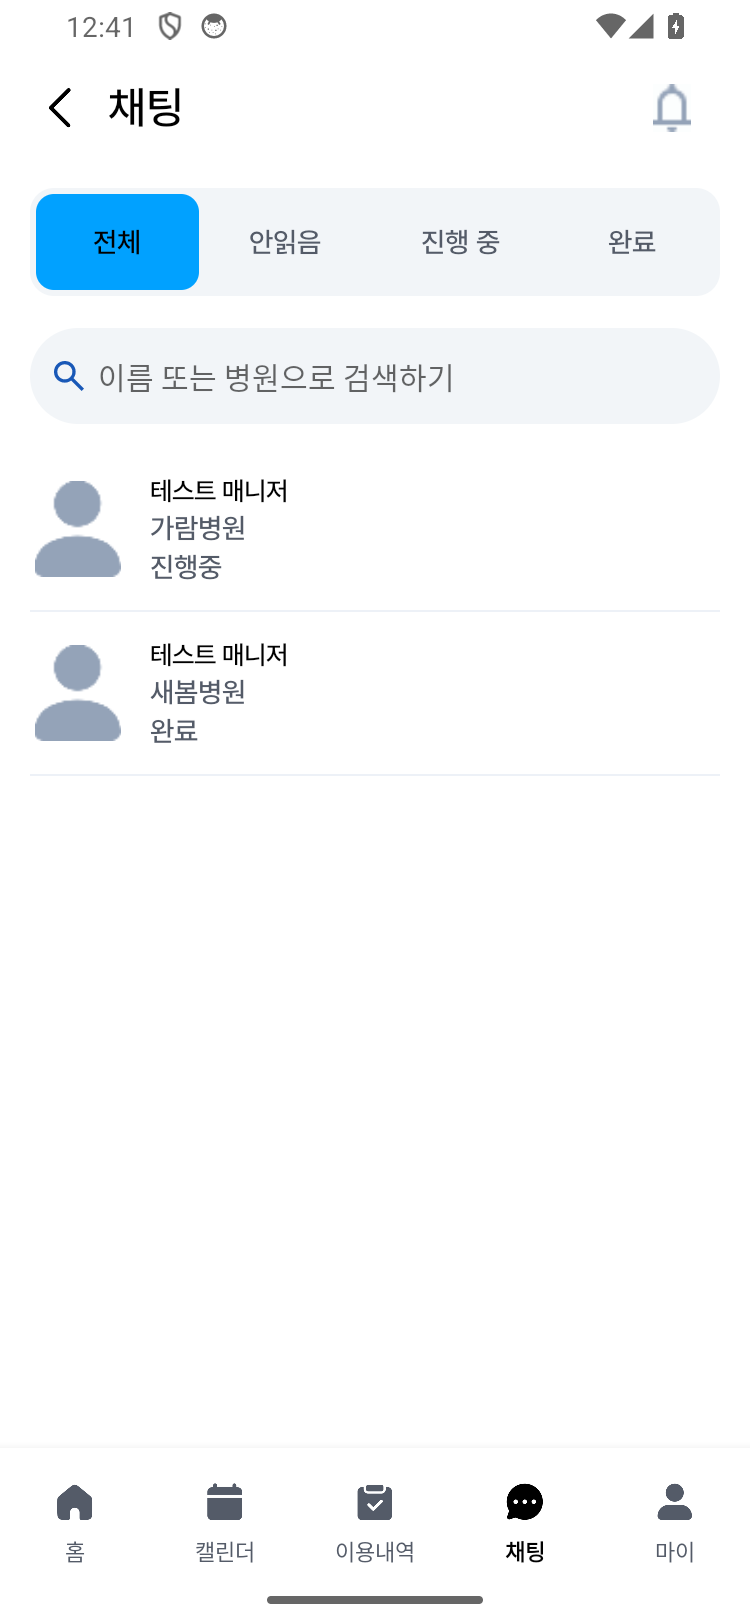 12:41
채팅
전체 안읽음 진행 중 완료
이름 또는 병원으로 검색하기
테스트 매니저
가람병원
진행중
테스트 매니저
새봄병원
완료
홈 캘린더 이용내역 채팅 마이